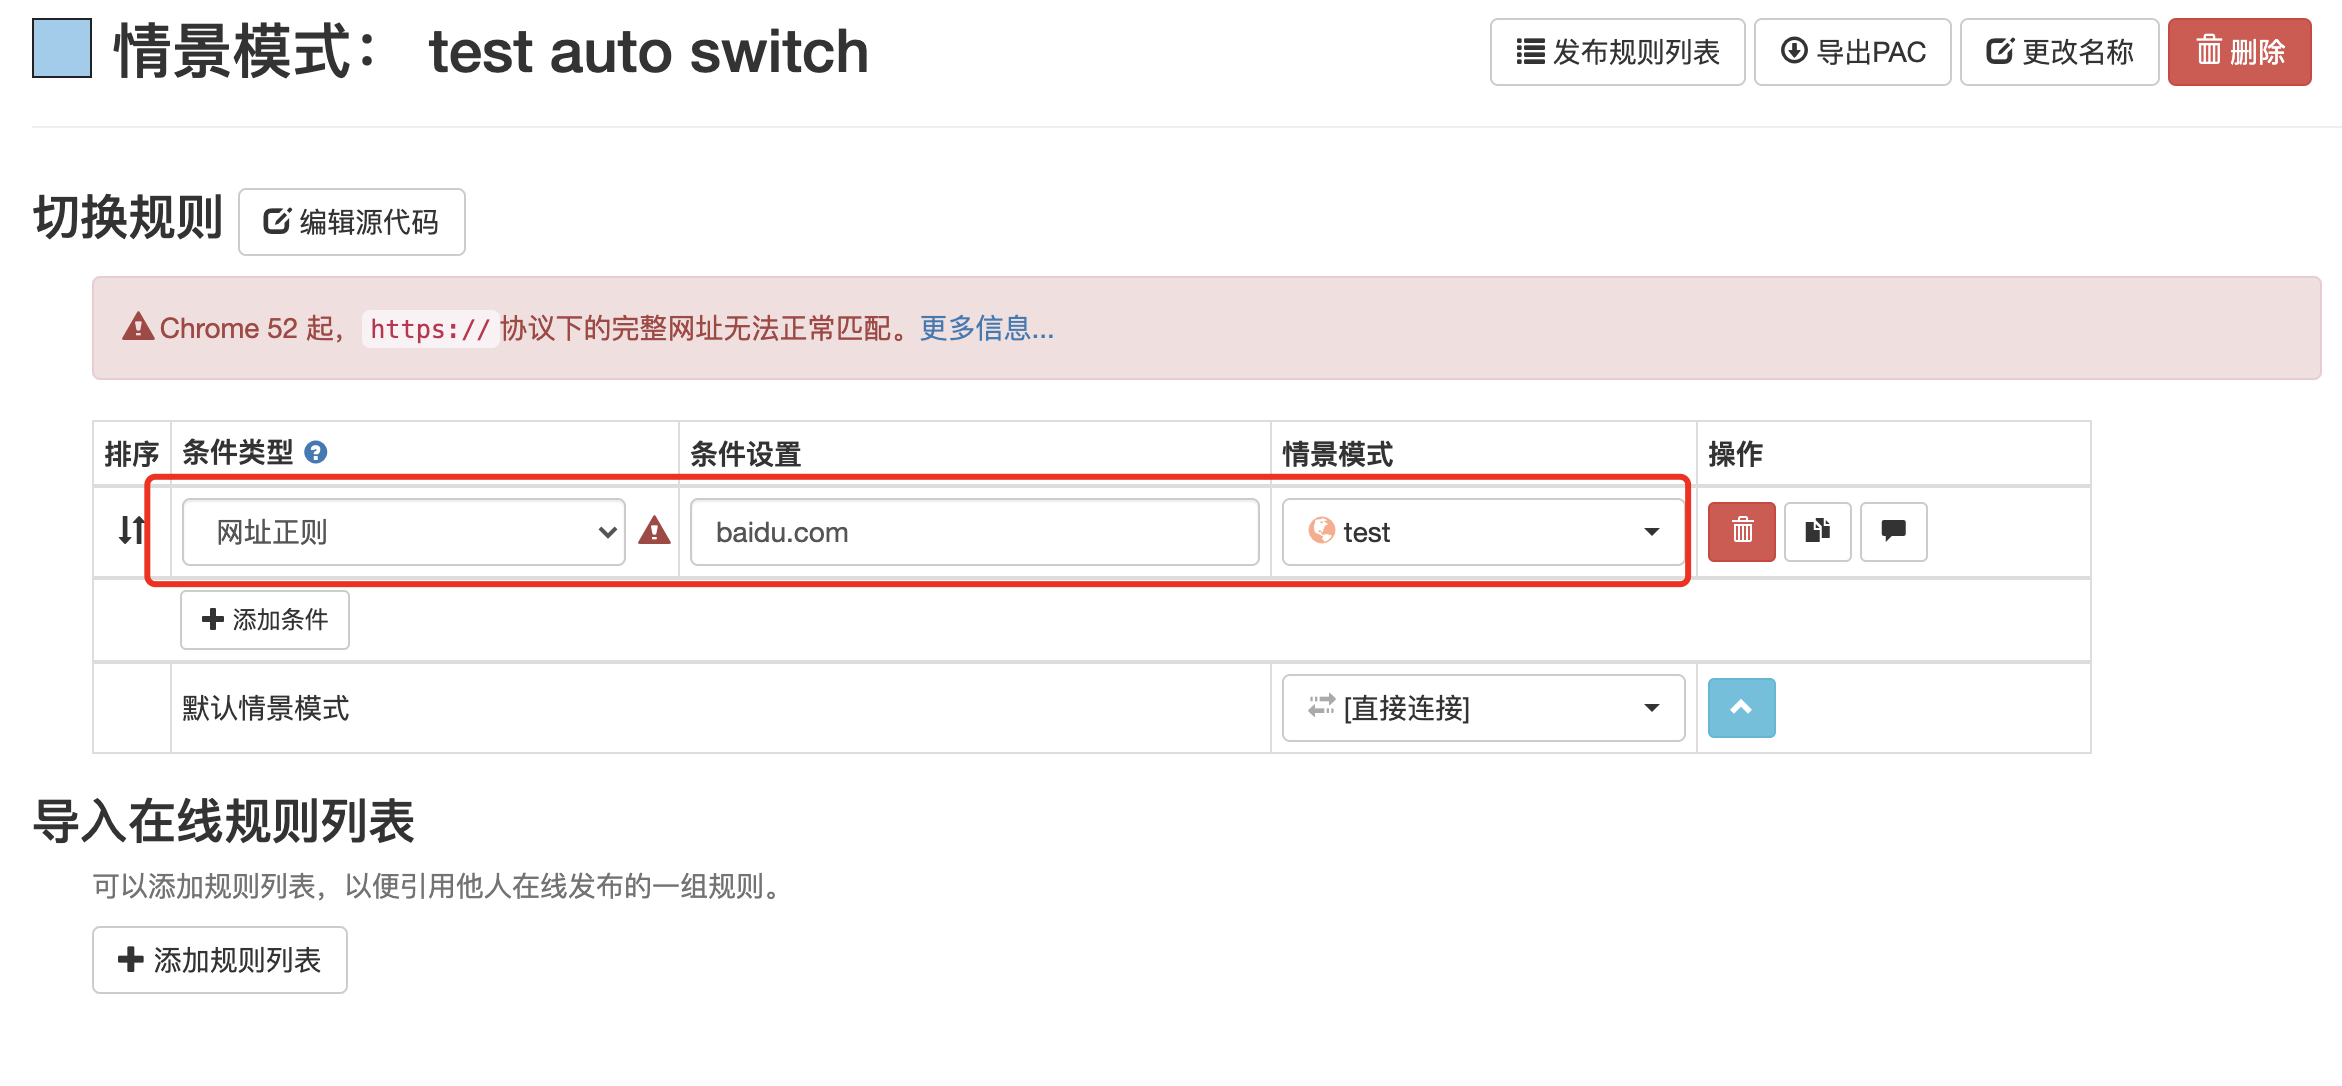 情景模式： test auto switch
发布规则列表
导出PAC
更改名称
删除
切换规则
编辑源代码
Chrome 52 起， https:// 协议下的完整网址无法正常匹配。更多信息...
排序 条件类型 条件设置 情景模式 操作
网址正则 baidu.com test
添加条件
默认情景模式 [直接连接]
导入在线规则列表
可以添加规则列表，以便引用他人在线发布的一组规则。
添加规则列表